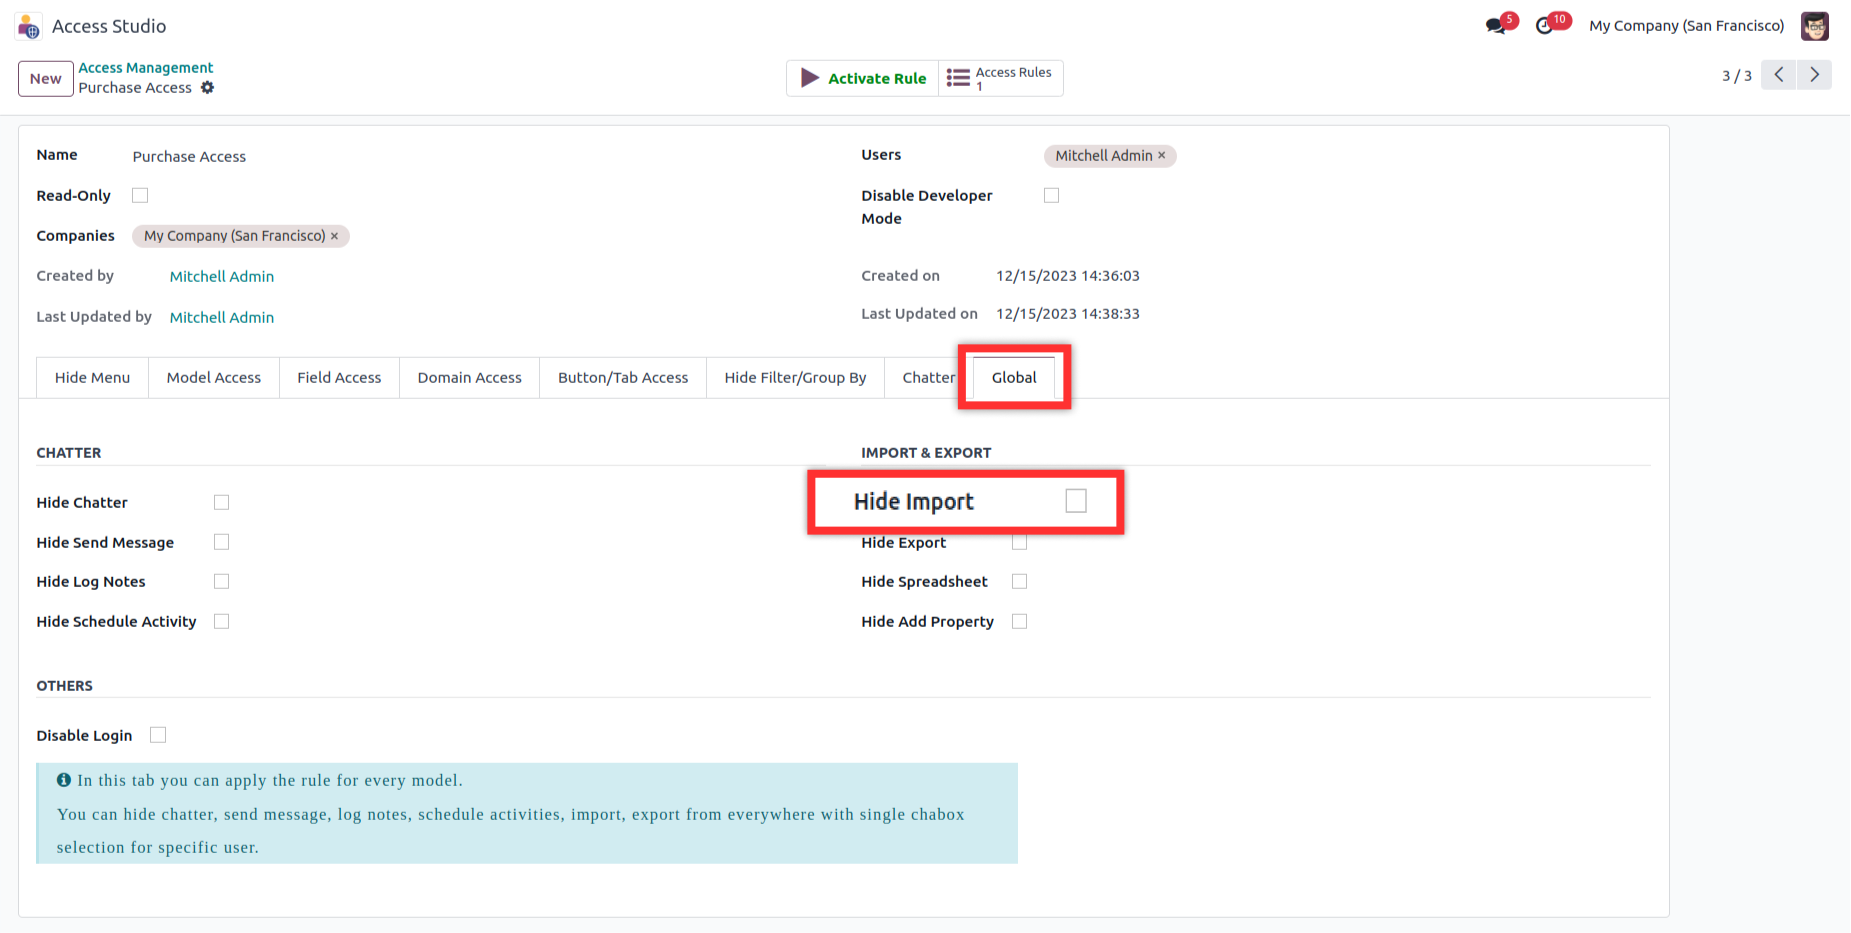 Access Studio
5
10
My Company (San Francisco)
New
Access Management
Purchase Access
Activate Rule
Access Rules
1
3 / 3
Name
Purchase Access
Users
Mitchell Admin ×
Read-Only
Disable Developer
Mode
Companies
My Company (San Francisco) ×
Created by
Mitchell Admin
Created on
12/15/2023 14:36:03
Last Updated by
Mitchell Admin
Last Updated on
12/15/2023 14:38:33
Hide Menu
Model Access
Field Access
Domain Access
Button/Tab Access
Hide Filter/Group By
Chatter
Global
CHATTER
Hide Chatter
Hide Send Message
Hide Log Notes
Hide Schedule Activity
IMPORT & EXPORT
Hide Import
Hide Export
Hide Spreadsheet
Hide Add Property
OTHERS
Disable Login
In this tab you can apply the rule for every model.
You can hide chatter, send message, log notes, schedule activities, import, export from everywhere with single chabox
selection for specific user.